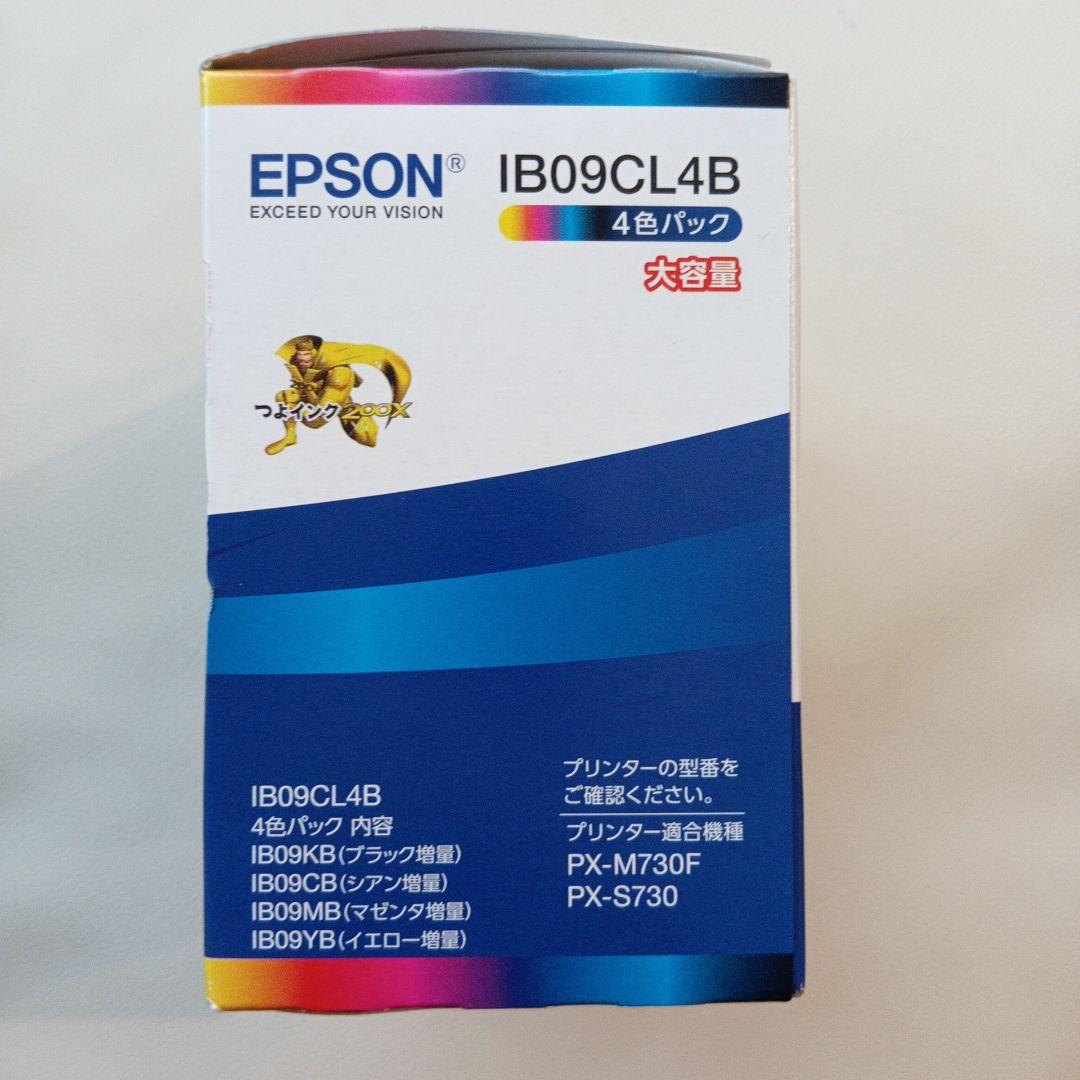 EPSON®
EXCEED YOUR VISION
IB09CL4B
4色パック
大容量
つよインク200X
IB09CL4B
4色パック 内容
IB09KB(ブラック増量)
IB09CB(シアン増量)
IB09MB(マゼンタ増量)
IB09YB(イエロー増量)
プリンターの型番を
ご確認ください。
プリンター適合機種
PX-M730F
PX-S730